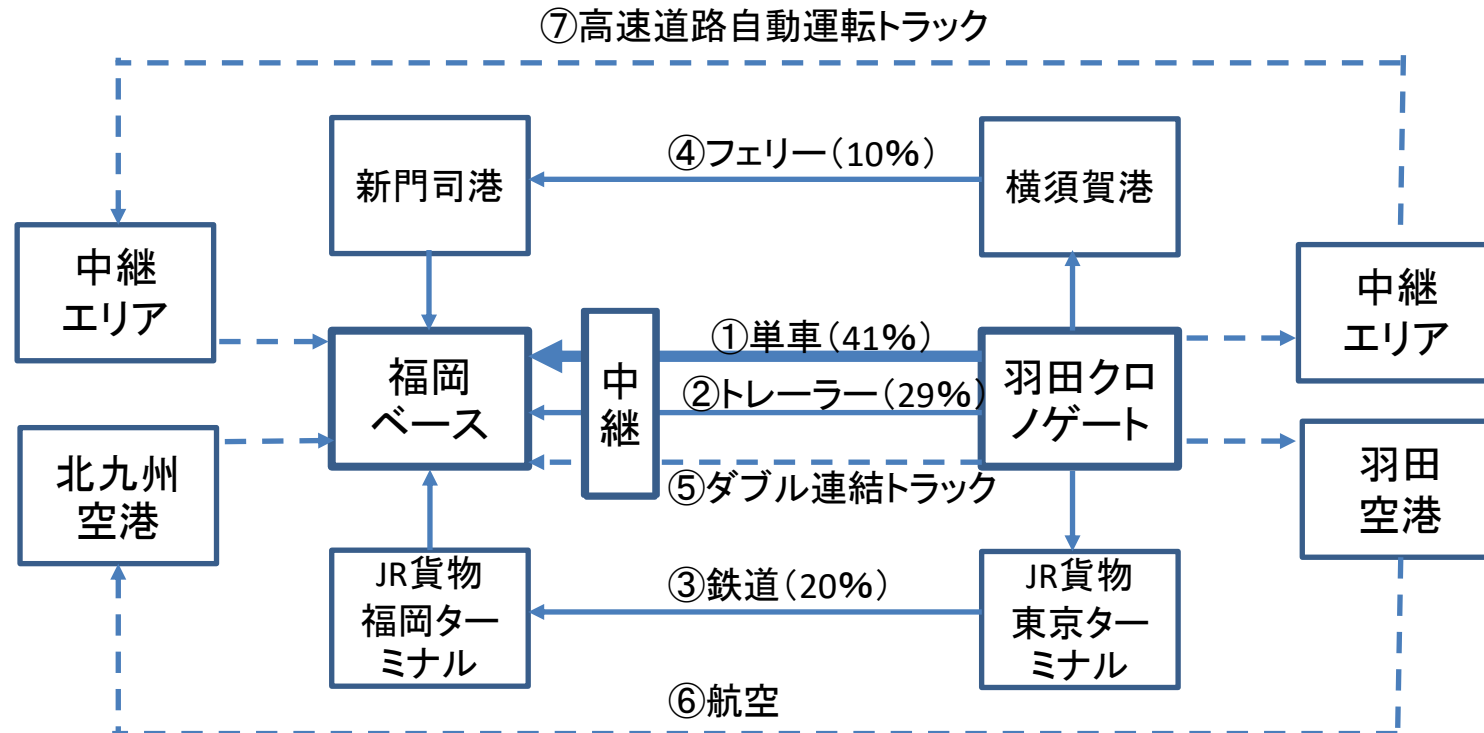 ⑦高速道路自動運転トラック
④フェリー(10%)
新門司港
横須賀港
中継
エリア
中継
エリア
①単車(41%)
福岡
ベース
中
継
羽田クロ
ノゲート
②トレーラー(29%)
⑤ダブル連結トラック
北九州
空港
羽田
空港
JR貨物
福岡ター
ミナル
③鉄道(20%)
JR貨物
東京ター
ミナル
⑥航空